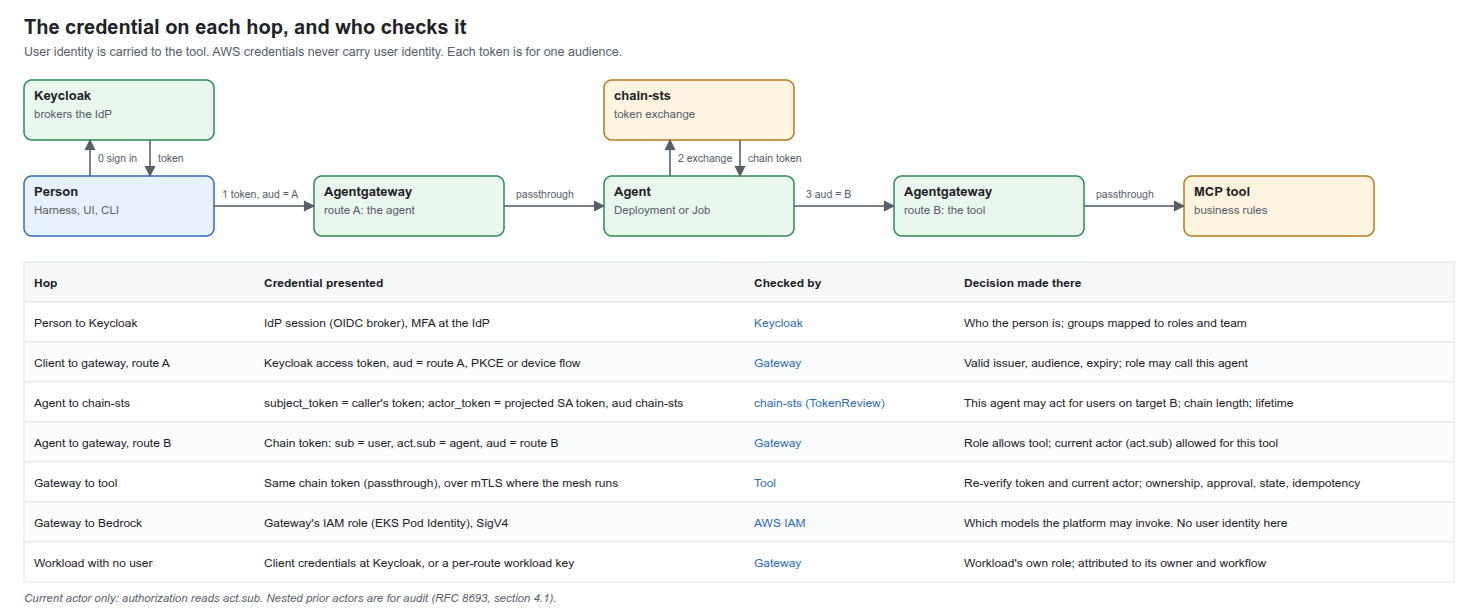 The credential on each hop, and who checks it
User identity is carried to the tool. AWS credentials never carry user identity. Each token is for one audience.
Keycloak
brokers the IdP
chain-sts
token exchange
0 sign in
token
2 exchange
chain token
Person
Harness, UI, CLI
1 token, aud = A
Agentgateway
route A: the agent
passthrough
Agent
Deployment or Job
3 aud = B
Agentgateway
route B: the tool
passthrough
MCP tool
business rules
Hop Credential presented Checked by Decision made there
Person to Keycloak IdP session (OIDC broker), MFA at the IdP Keycloak Who the person is; groups mapped to roles and team
Client to gateway, route A Keycloak access token, aud = route A, PKCE or device flow Gateway Valid issuer, audience, expiry; role may call this agent
Agent to chain-sts subject_token = caller's token; actor_token = projected SA token, aud chain-sts chain-sts (TokenReview) This agent may act for users on target B; chain length; lifetime
Agent to gateway, route B Chain token: sub = user, act.sub = agent, aud = route B Gateway Role allows tool; current actor (act.sub) allowed for this tool
Gateway to tool Same chain token (passthrough), over mTLS where the mesh runs Tool Re-verify token and current actor; ownership, approval, state, idempotency
Gateway to Bedrock Gateway's IAM role (EKS Pod Identity), SigV4 AWS IAM Which models the platform may invoke. No user identity here
Workload with no user Client credentials at Keycloak, or a per-route workload key Gateway Workload's own role; attributed to its owner and workflow
Current actor only: authorization reads act.sub. Nested prior actors are for audit (RFC 8693, section 4.1).